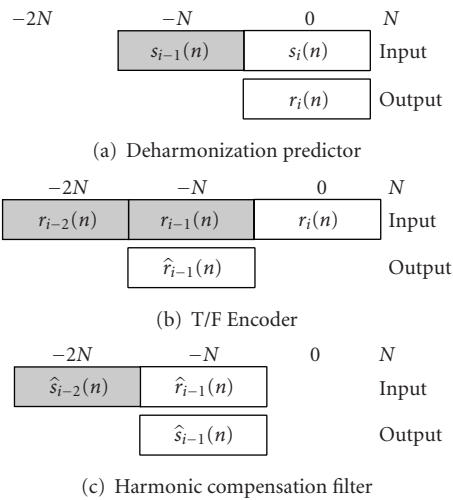 −2N −N 0 N
s_{i−1}(n) s_i(n) Input
r_i(n) Output
(a) Deharmonization predictor
−2N −N 0 N
r_{i−2}(n) r_{i−1}(n) r_i(n) Input
r̂_{i−1}(n) Output
(b) T/F Encoder
−2N −N 0 N
ŝ_{i−2}(n) r̂_{i−1}(n) Input
ŝ_{i−1}(n) Output
(c) Harmonic compensation filter